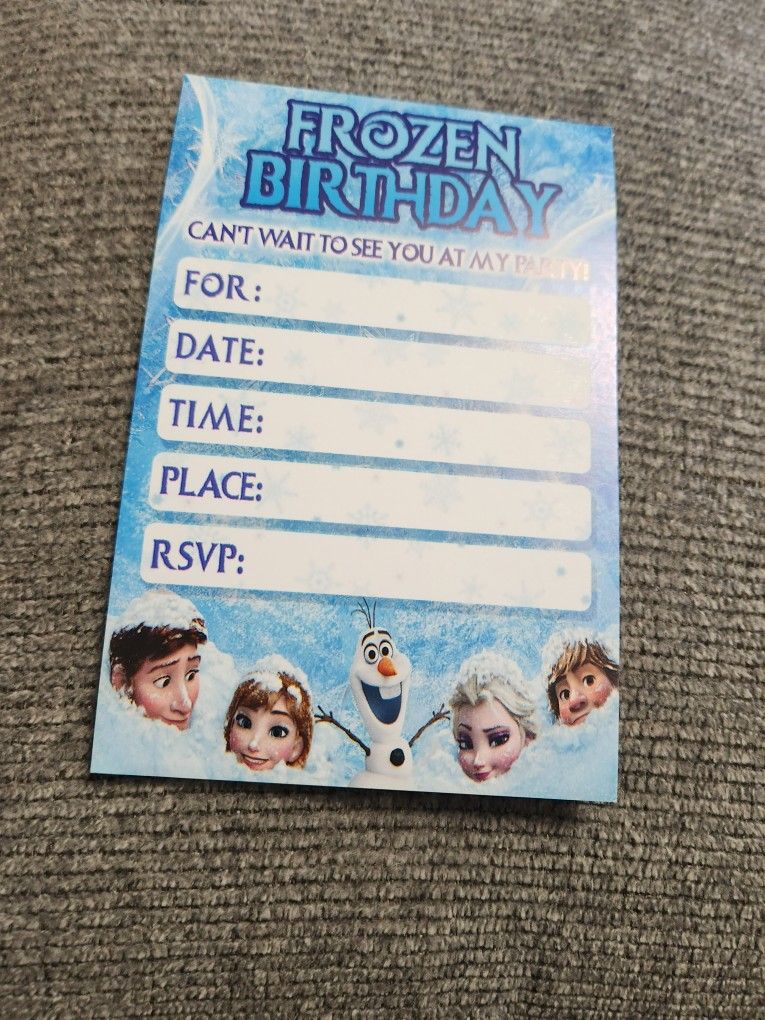 FROZEN
BIRTHDAY
CAN'T WAIT TO SEE YOU AT MY PARTY!
FOR:
DATE:
TIME:
PLACE:
RSVP: